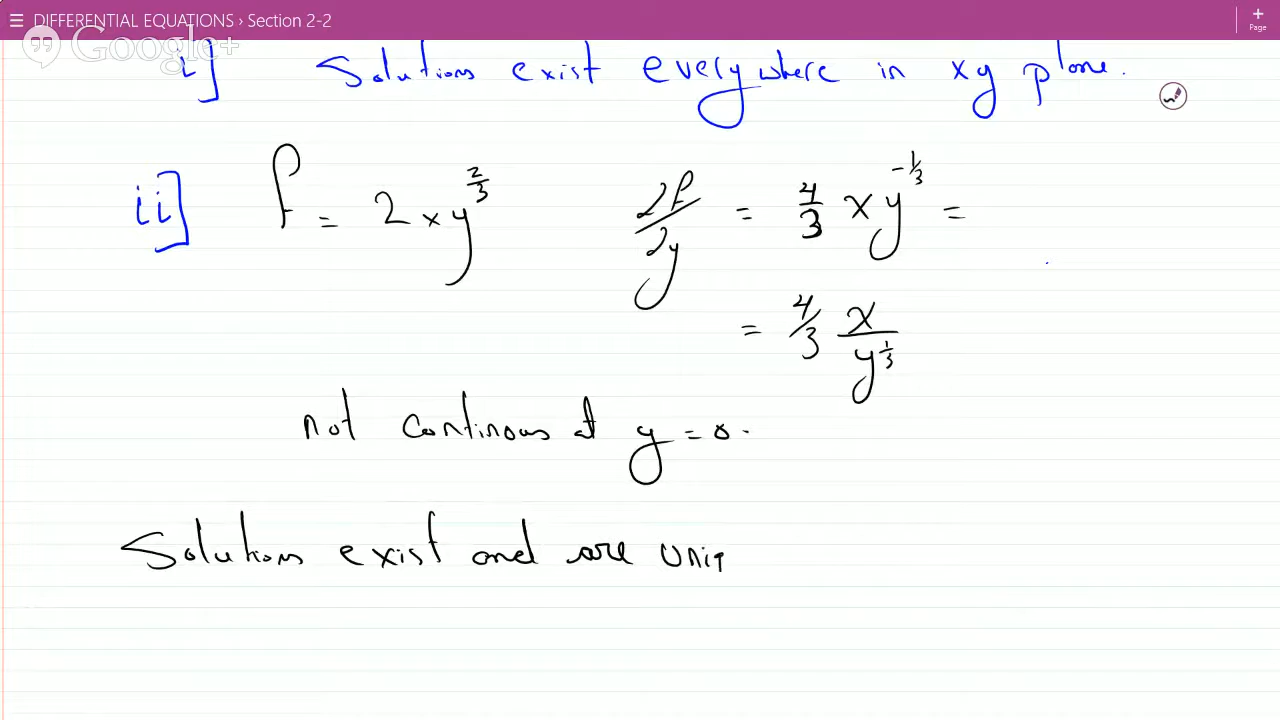 DIFFERENTIAL EQUATIONS › Section 2-2
+
Page
Google+
i] Solutions exist everywhere in xy plane.
ii] f = 2xy^{2/3} ∂f/∂y = 4/3 xy^{-1/3} =
= 4/3 x/y^{1/3}
not continous at y = 0.
Solutions exist and are uniq